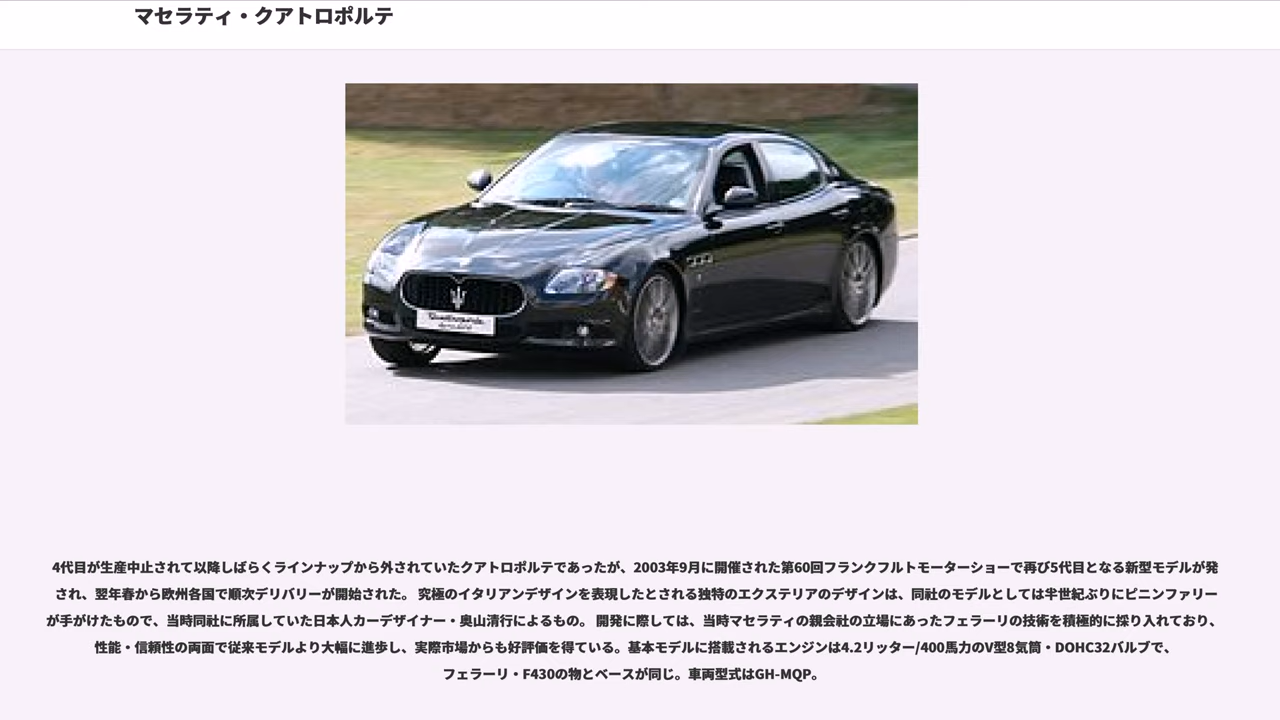 マセラティ・クアトロポルテ
Quattroporte
4代目が生産中止されて以降しばらくラインナップから外されていたクアトロポルテであったが、2003年9月に開催された第60回フランクフルトモーターショーで再び5代目となる新型モデルが発
され、翌年春から欧州各国で順次デリバリーが開始された。 究極のイタリアンデザインを表現したとされる独特のエクステリアのデザインは、同社のモデルとしては半世紀ぶりにピニンファリー
が手がけたもので、当時同社に所属していた日本人カーデザイナー・奥山清行によるもの。 開発に際しては、当時マセラティの親会社の立場にあったフェラーリの技術を積極的に採り入れており、
性能・信頼性の両面で従来モデルより大幅に進歩し、実際市場からも好評価を得ている。基本モデルに搭載されるエンジンは4.2リッター/400馬力のV型8気筒・DOHC32バルブで、
フェラーリ・F430の物とベースが同じ。車両型式はGH-MQP。